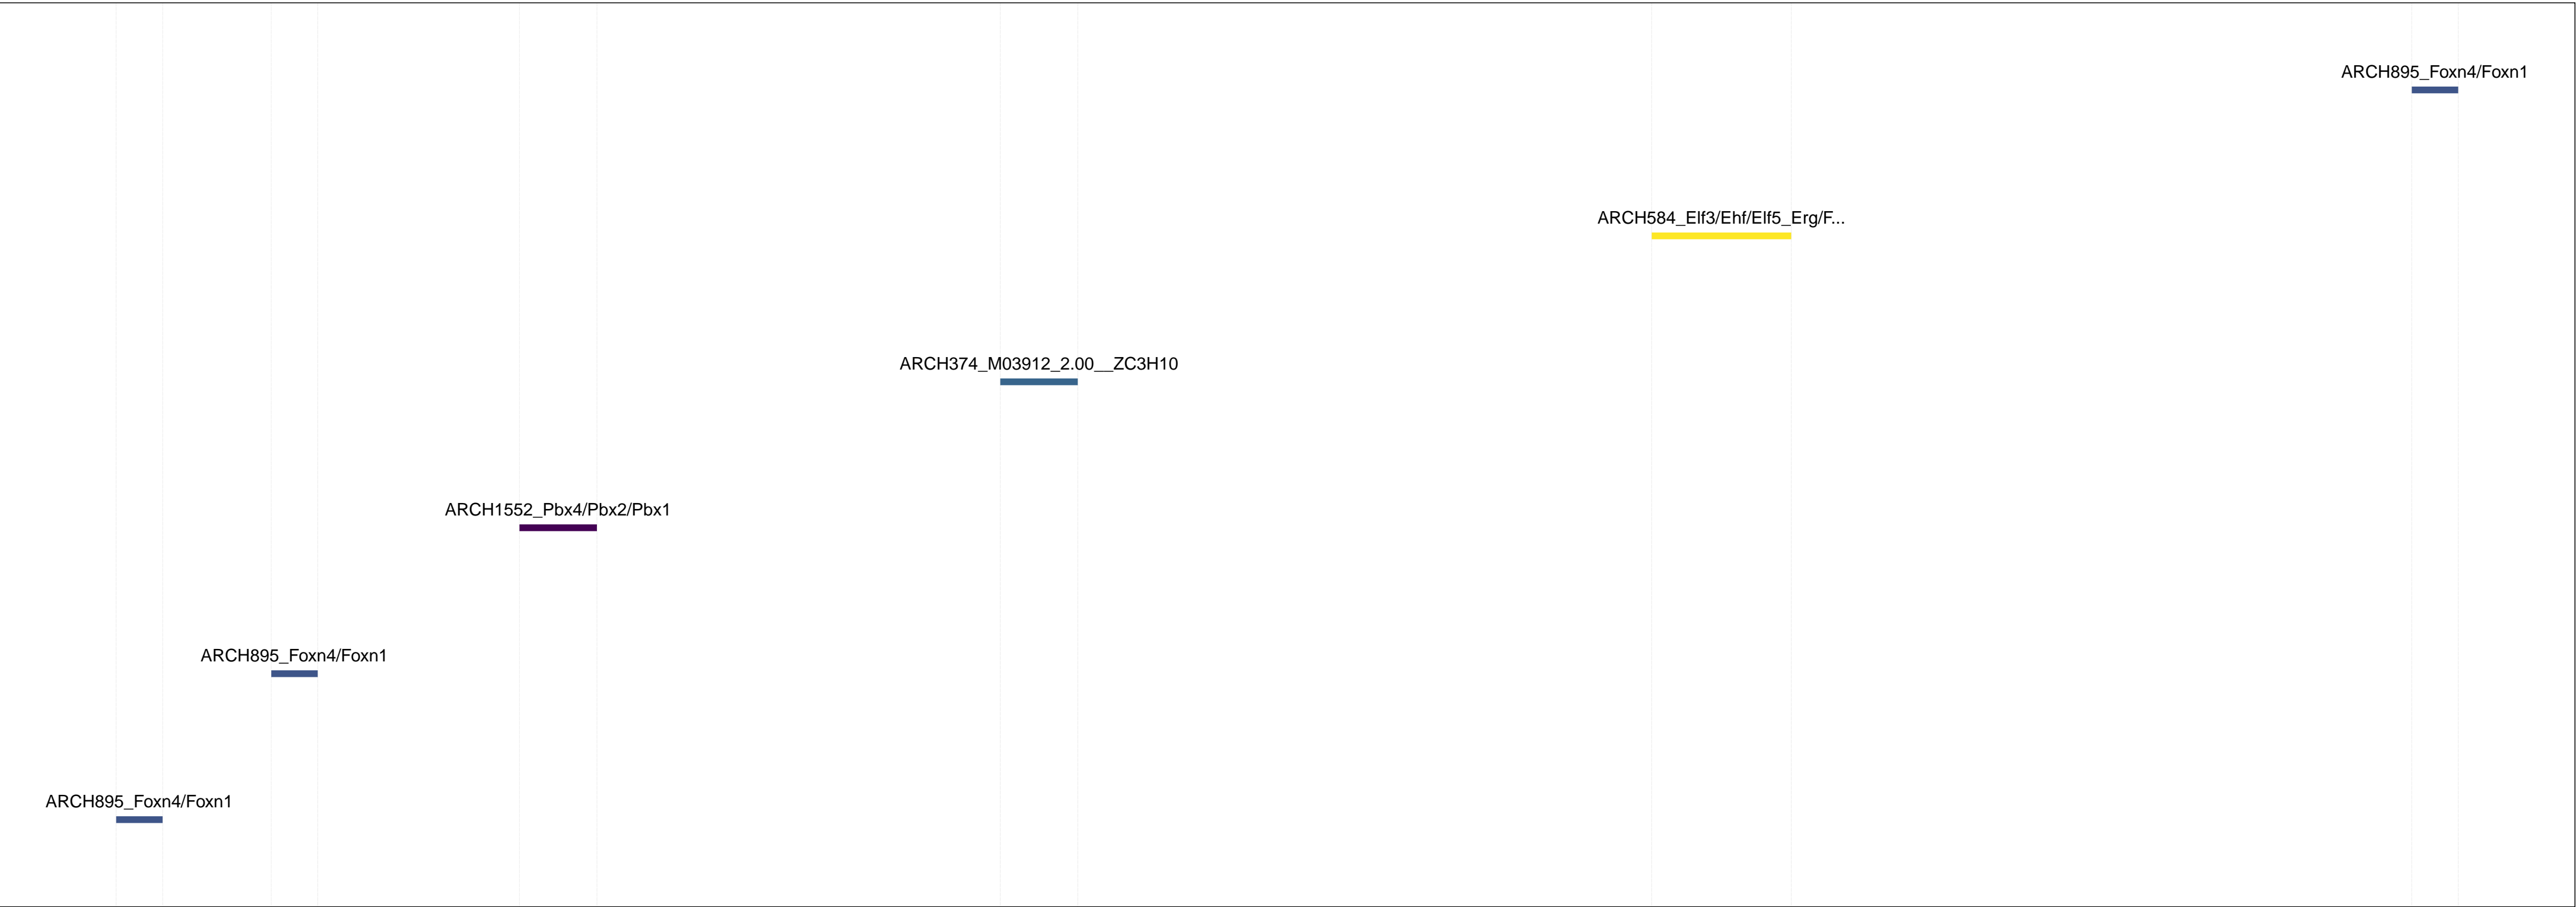 ARCH895_Foxn4/Foxn1
ARCH584_Elf3/Ehf/Elf5_Erg/F...
ARCH374_M03912_2.00__ZC3H10
ARCH1552_Pbx4/Pbx2/Pbx1
ARCH895_Foxn4/Foxn1
ARCH895_Foxn4/Foxn1